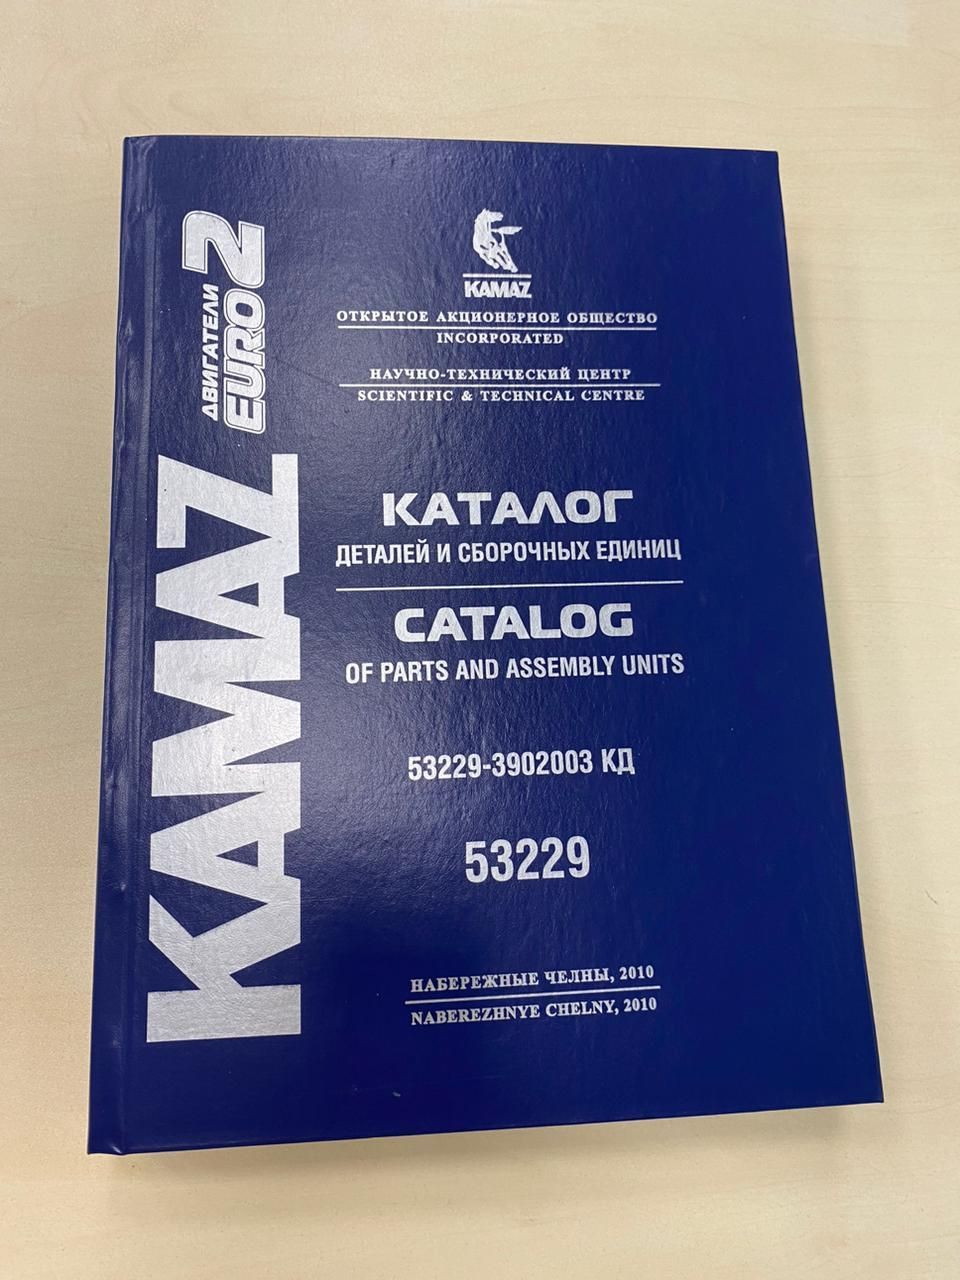 KAMAZ
ОТКРЫТОЕ АКЦИОНЕРНОЕ ОБЩЕСТВО
INCORPORATED
НАУЧНО-ТЕХНИЧЕСКИЙ ЦЕНТР
SCIENTIFIC & TECHNICAL CENTRE
КАТАЛОГ
ДЕТАЛЕЙ И СБОРОЧНЫХ ЕДИНИЦ
CATALOG
OF PARTS AND ASSEMBLY UNITS
53229-3902003 КД
53229
НАБЕРЕЖНЫЕ ЧЕЛНЫ, 2010
NABEREZHNYE CHELNY, 2010
KAMAZ
ДВИГАТЕЛИ
EURO 2